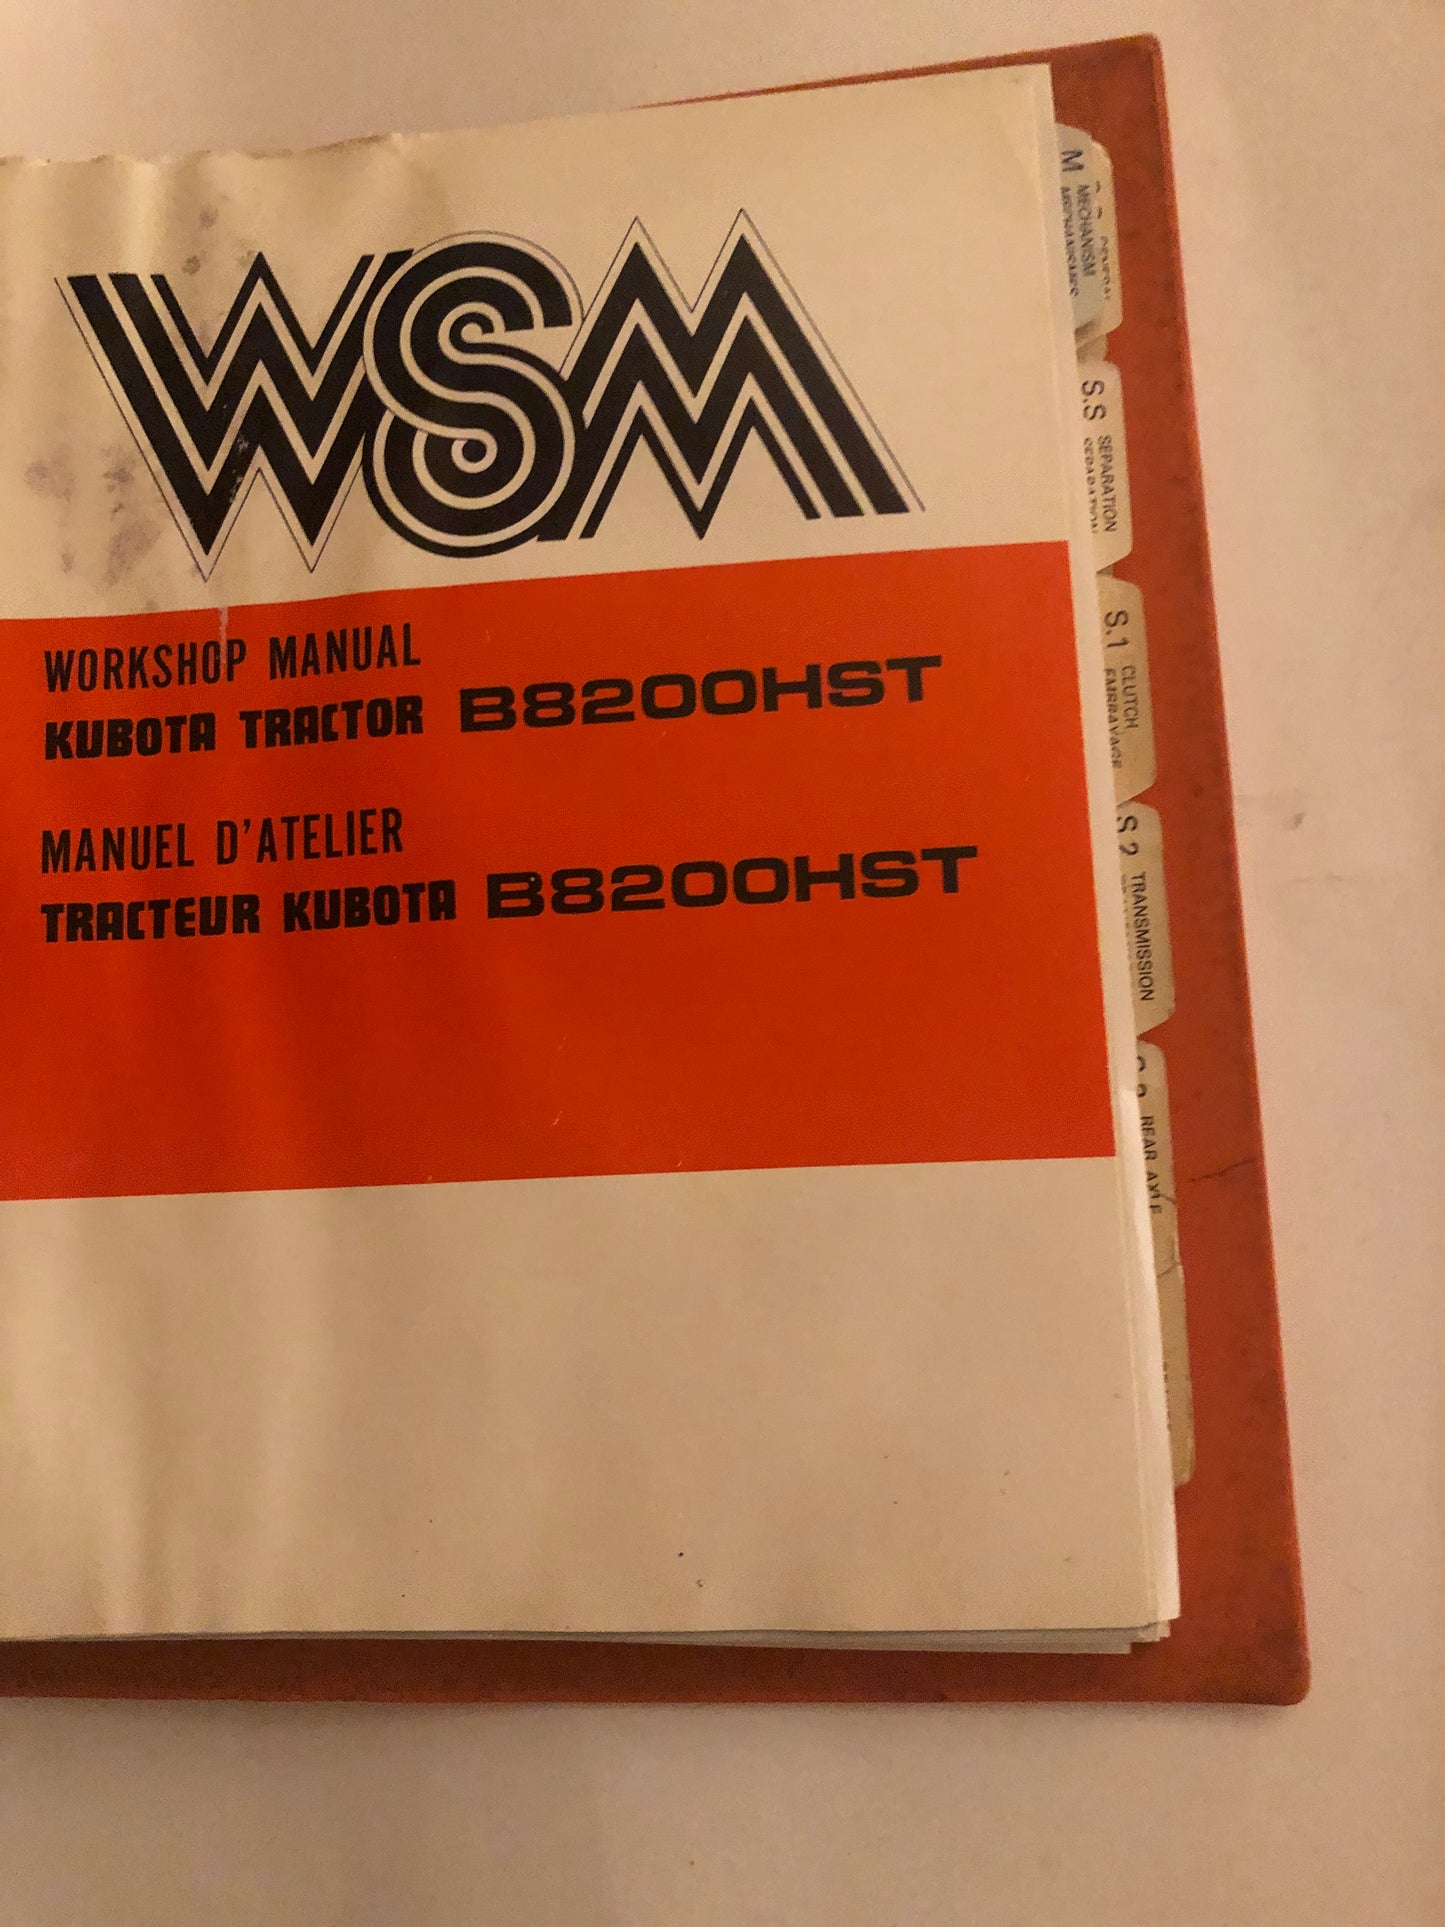 WSM
WORKSHOP MANUAL
KUBOTA TRACTOR B8200HST
MANUEL D'ATELIER
TRACTEUR KUBOTA B8200HST
M MECHANISM
S.S SEPARATION
SEPARATION
S.1 CLUTCH
EMBRAYAGE
S.2 TRANSMISSION
REAR AXLE